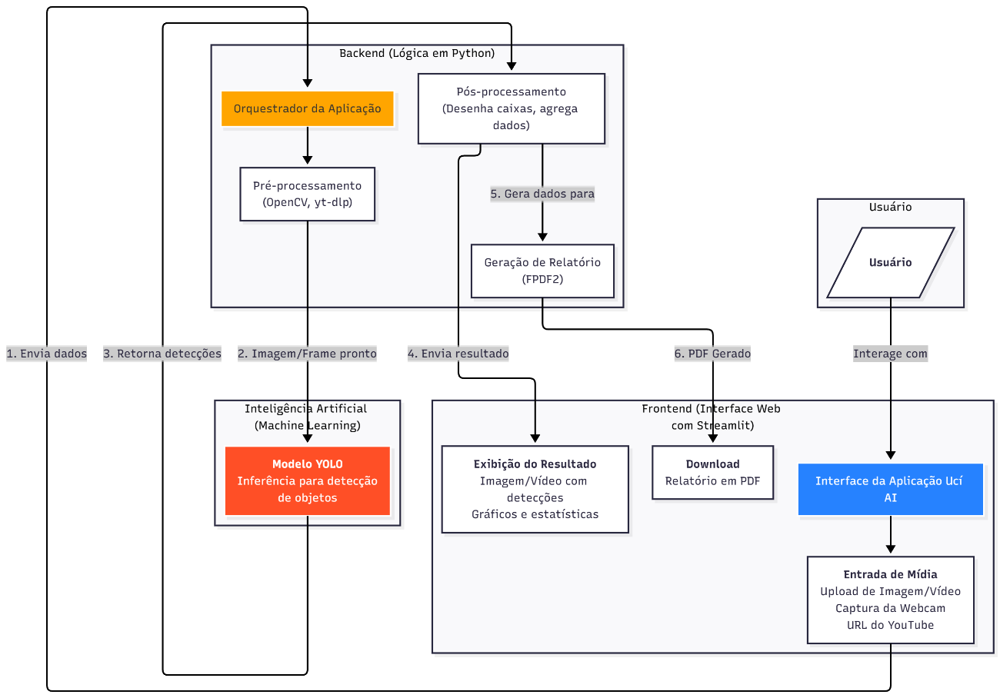 Backend (Lógica em Python)
Orquestrador da Aplicação
Pós-processamento
(Desenha caixas, agrega
dados)
Pré-processamento
(OpenCV, yt-dlp)
5. Gera dados para
Geração de Relatório
(FPDF2)
Usuário
Usuário
1. Envia dados
3. Retorna detecções
2. Imagem/Frame pronto
4. Envia resultado
6. PDF Gerado
Interage com
Inteligência Artificial
(Machine Learning)
Modelo YOLO
Inferência para detecção
de objetos
Frontend (Interface Web
com Streamlit)
Exibição do Resultado
Imagem/Vídeo com
detecções
Gráficos e estatísticas
Download
Relatório em PDF
Interface da Aplicação Ucí
AI
Entrada de Mídia
Upload de Imagem/Vídeo
Captura da Webcam
URL do YouTube